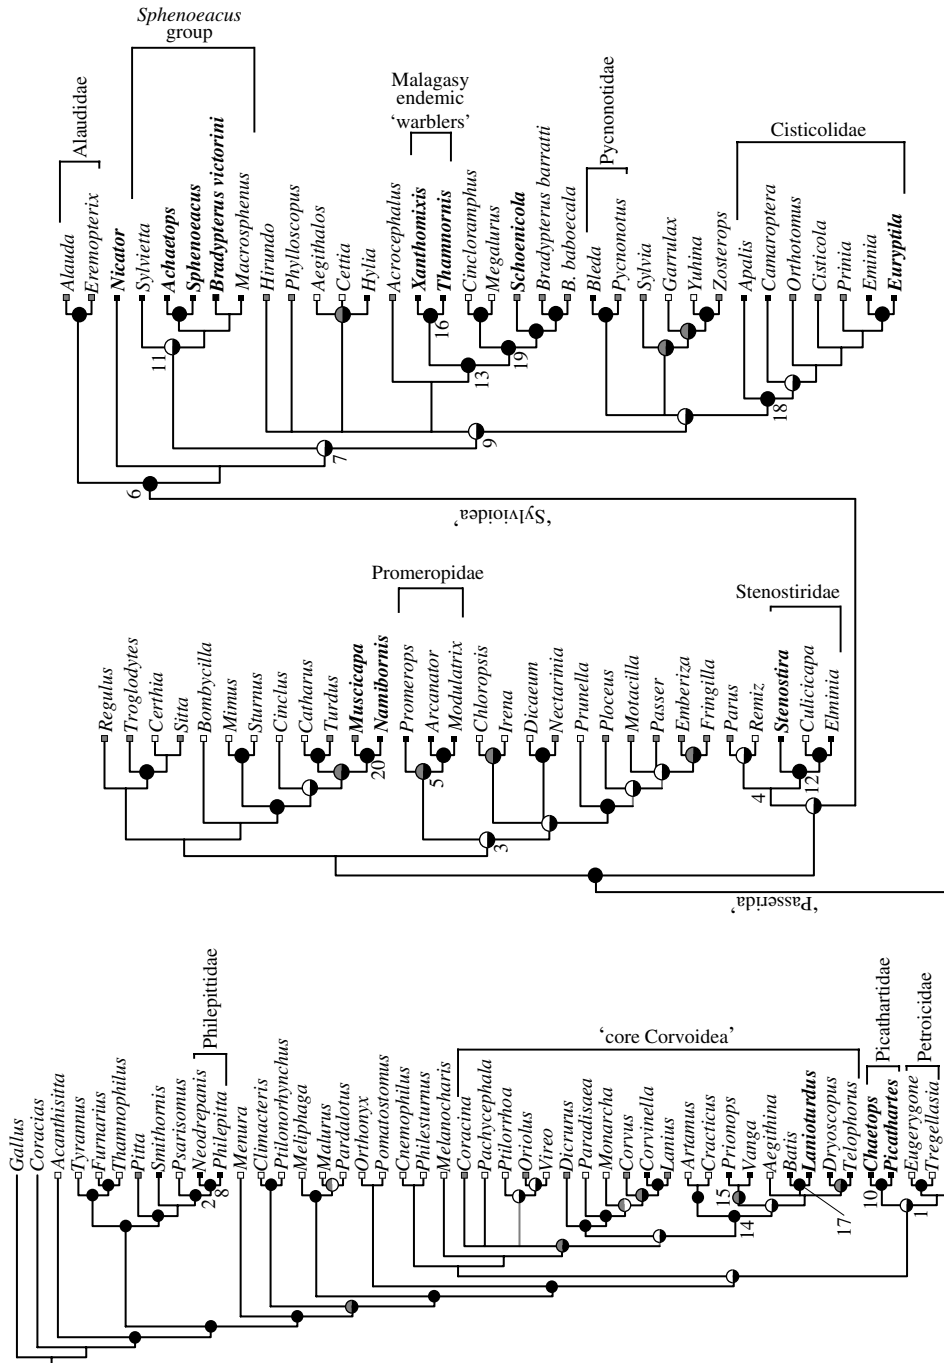 Sphenoeacus
group
Alaudidae
Alauda
Eremopterix
Nicator
Sylvietta
Achaetops
Sphenoeacus
Bradypterus victorini
Macrosphenus
Malagasy
endemic
‘warblers’
Hirundo
Phylloscopus
Aegithalos
Cettia
Hylia
Acrocephalus
Xanthomixis
Thamnornis
Cincloramphus
Megalurus
Schoenicola
Bradypterus barratti
B. baboecala
Pycnonotidae
Bleda
Pycnonotus
Sylvia
Garrulax
Yuhina
Zosterops
Cisticolidae
Apalis
Camaroptera
Orthotomus
Cisticola
Prinia
Eminia
Euryptila
11
16
19
13
18
9
7
6
‘Sylvioidea’
Regulus
Troglodytes
Certhia
Sitta
Bombycilla
Mimus
Sturnus
Cinclus
Catharus
Turdus
Muscicapa
Namibornis
Promeropidae
Promerops
Arcanator
Modulatrix
Chloropsis
Irena
Dicaeum
Nectarinia
Prunella
Ploceus
Motacilla
Passer
Emberiza
Fringilla
Parus
Remiz
Stenostiridae
Stenostira
Culicicapa
Elminia
20
5
4
12
3
‘Passerida’
Gallus
Coracias
Acanthisitta
Tyrannus
Furnarius
Thamnophilus
Pitta
Smithornis
Psarisomus
Neodrepanis
Philepitta
Philepittidae
Menura
Climacteris
Ptilonorhynchus
Meliphaga
Malurus
Pardalotus
Orthonyx
Pomatostomus
Cnemophilus
Philesturnus
Melanocharis
‘core Corvoidea’
Coracina
Pachycephala
Ptilorrhoa
Oriolus
Vireo
Dicrurus
Paradisaea
Monarcha
Corvus
Corvinella
Lanius
Artamus
Cracticus
Prionops
Vanga
Aegithina
Batis
Lanioturdus
Dryoscopus
Telophorus
Picathartidae
Chaetops
Picathartes
Petroicidae
Eugerygone
Tregellasia
2
8
15
14
17
10
1